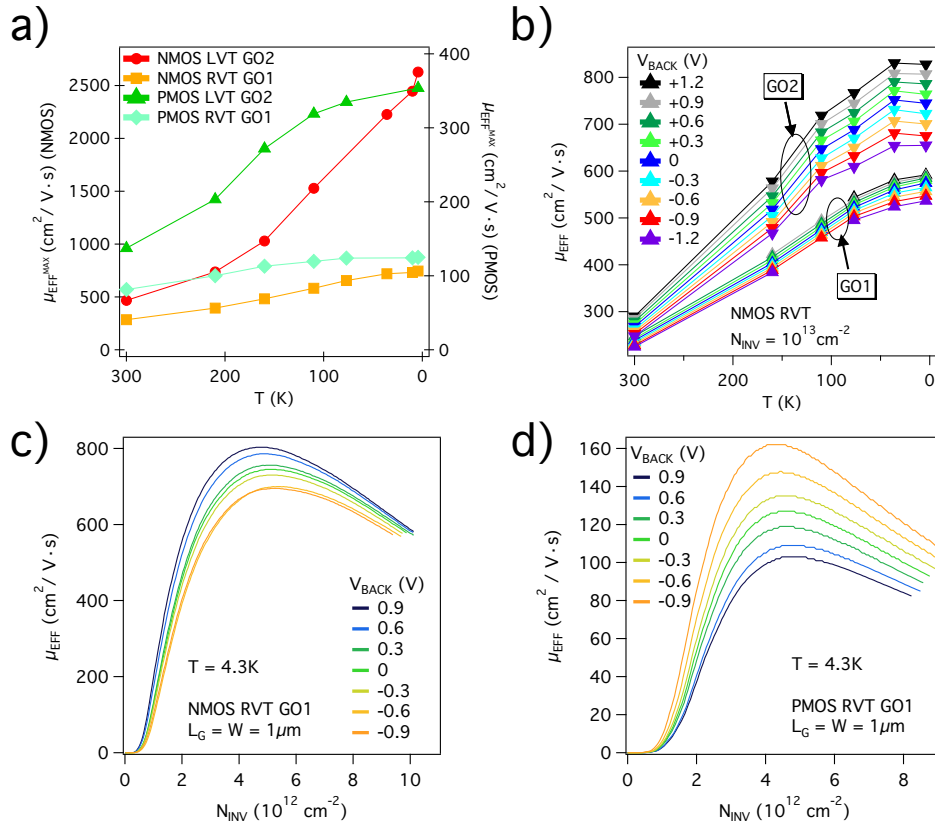 a)
μEFF^MAX (cm²/ V·s) (NMOS)
2500
2000
1500
1000
500
0
NMOS LVT GO2
NMOS RVT GO1
PMOS LVT GO2
PMOS RVT GO1
400
300
200
100
0
μEFF^MAX (cm²/ V·s) (PMOS)
300
200
100
0
T (K)
b)
μEFF (cm²/ V·s)
800
700
600
500
400
300
VBACK (V)
+1.2
+0.9
+0.6
+0.3
0
-0.3
-0.6
-0.9
-1.2
GO2
GO1
NMOS RVT
NINV = 10¹³cm⁻²
300
200
100
0
T (K)
c)
μEFF (cm²/ V·s)
800
600
400
200
0
VBACK (V)
0.9
0.6
0.3
0
-0.3
-0.6
-0.9
T = 4.3K
NMOS RVT GO1
LG = W = 1μm
0
2
4
6
8
10
NINV (10¹² cm⁻²)
d)
μEFF (cm²/ V·s)
160
140
120
100
80
60
40
20
0
VBACK (V)
0.9
0.6
0.3
0
-0.3
-0.6
-0.9
T = 4.3K
PMOS RVT GO1
LG = W = 1μm
0
2
4
6
8
NINV (10¹² cm⁻²)